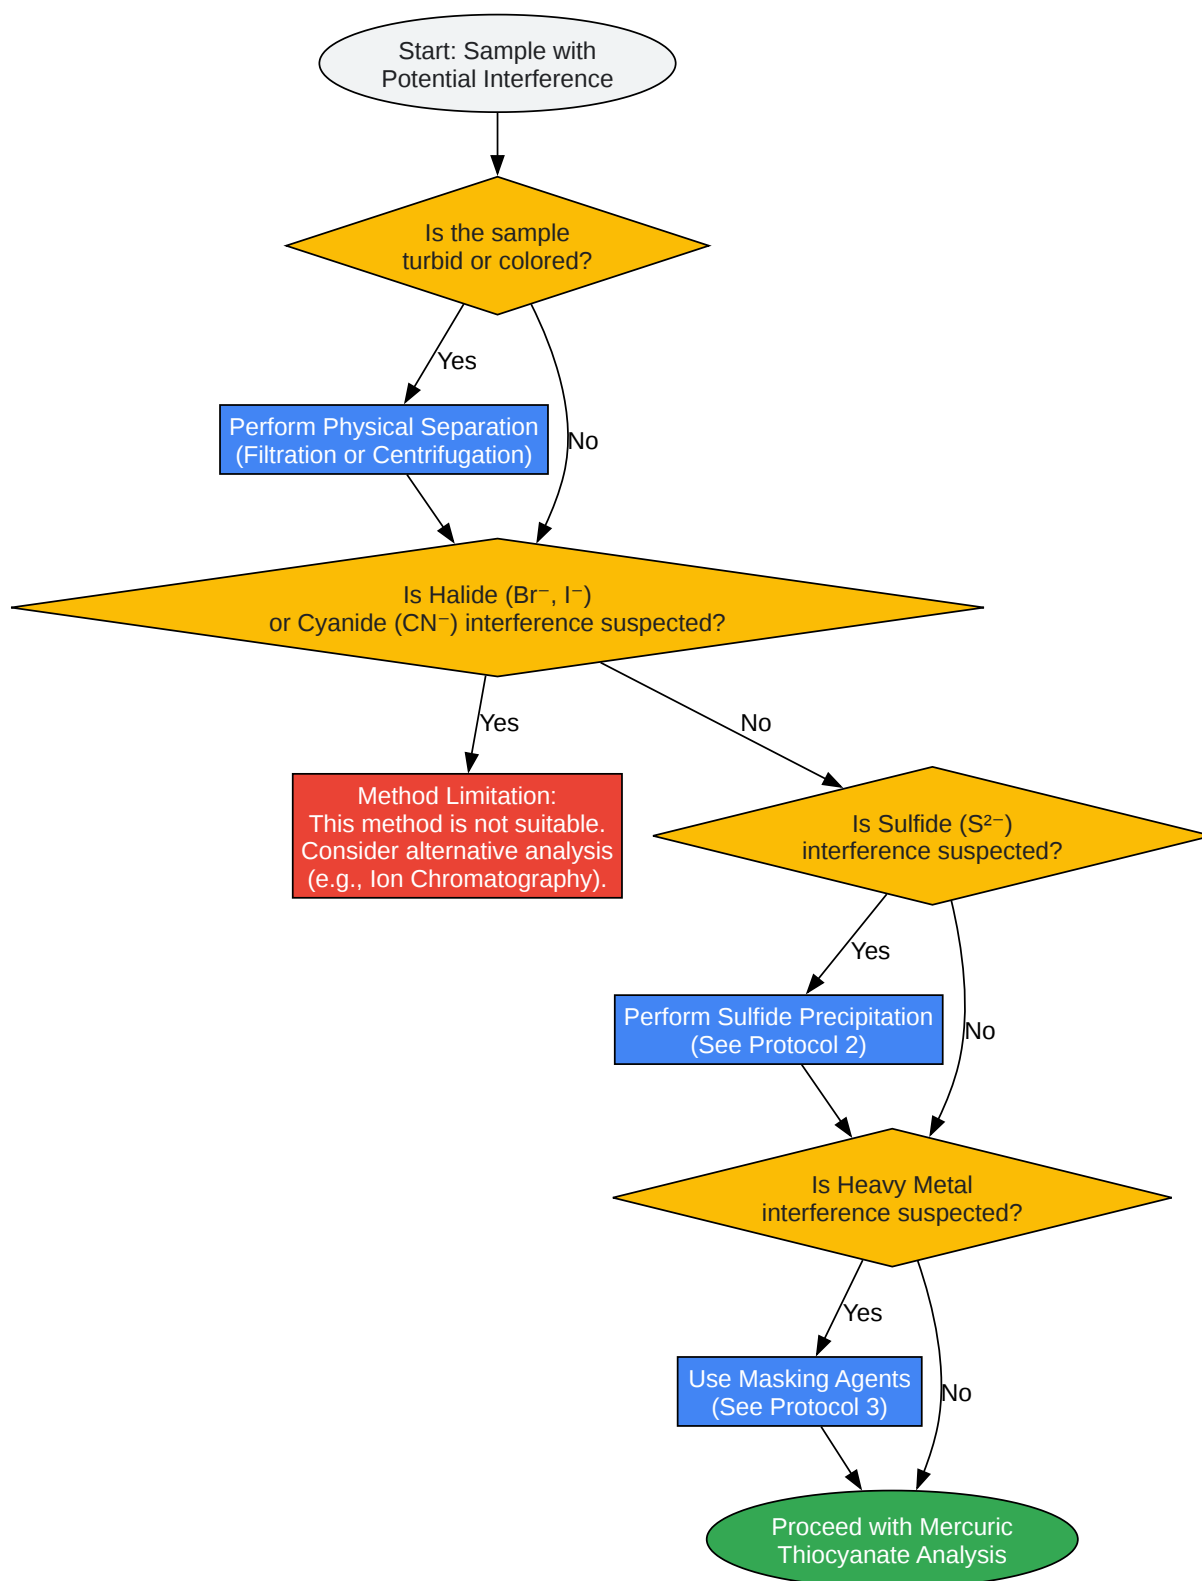 Start: Sample with
Potential Interference
Is the sample
turbid or colored?
Yes
Perform Physical Separation
(Filtration or Centrifugation)
No
Is Halide (Br⁻, I⁻)
or Cyanide (CN⁻) interference suspected?
Yes
No
Method Limitation:
This method is not suitable.
Consider alternative analysis
(e.g., Ion Chromatography).
Is Sulfide (S²⁻)
interference suspected?
Yes
Perform Sulfide Precipitation
(See Protocol 2)
No
Is Heavy Metal
interference suspected?
Yes
Use Masking Agents
(See Protocol 3)
No
Proceed with Mercuric
Thiocyanate Analysis